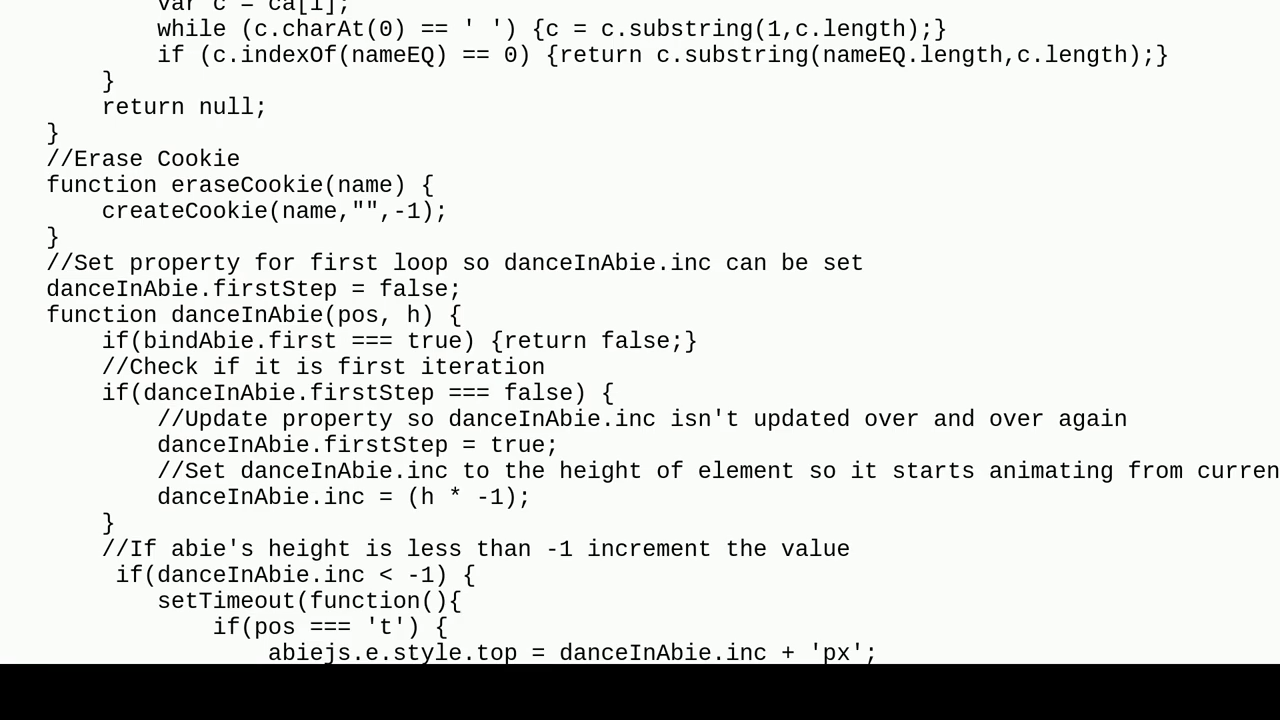 var c = ca[i];
while (c.charAt(0) == ' ') {c = c.substring(1,c.length);}
if (c.indexOf(nameEQ) == 0) {return c.substring(nameEQ.length,c.length);}
}
return null;
}
//Erase Cookie
function eraseCookie(name) {
createCookie(name,"",-1);
}
//Set property for first loop so danceInAbie.inc can be set
danceInAbie.firstStep = false;
function danceInAbie(pos, h) {
if(bindAbie.first === true) {return false;}
//Check if it is first iteration
if(danceInAbie.firstStep === false) {
//Update property so danceInAbie.inc isn't updated over and over again
danceInAbie.firstStep = true;
//Set danceInAbie.inc to the height of element so it starts animating from curren
danceInAbie.inc = (h * -1);
}
//If abie's height is less than -1 increment the value
if(danceInAbie.inc < -1) {
setTimeout(function(){
if(pos === 't') {
abiejs.e.style.top = danceInAbie.inc + 'px';